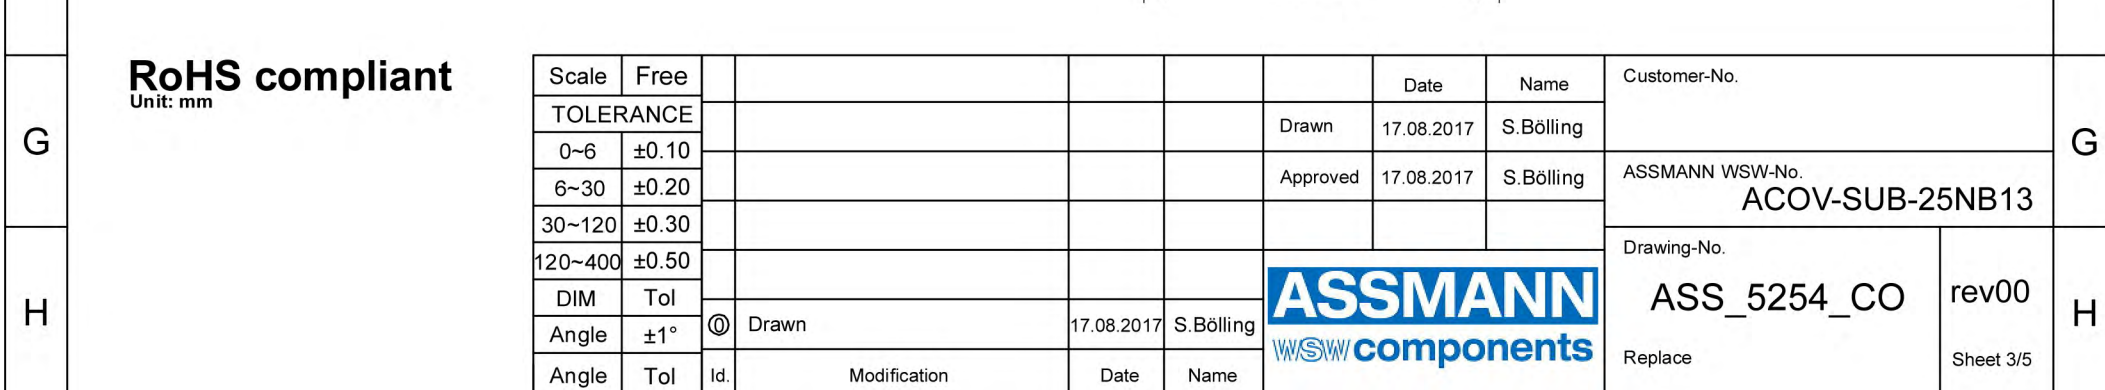 RoHS compliant
Unit: mm
G
H
Scale Free
TOLERANCE
0~6 ±0.10
6~30 ±0.20
30~120 ±0.30
120~400 ±0.50
DIM Tol
Angle ±1°
Angle Tol
0 Drawn 17.08.2017 S.Bölling
Id. Modification Date Name
Date Name
Drawn 17.08.2017 S.Bölling
Approved 17.08.2017 S.Bölling
ASSMANN
WSW components
Customer-No.
ASSMANN WSW-No.
ACOV-SUB-25NB13
Drawing-No.
ASS_5254_CO rev00
Replace Sheet 3/5
G
H